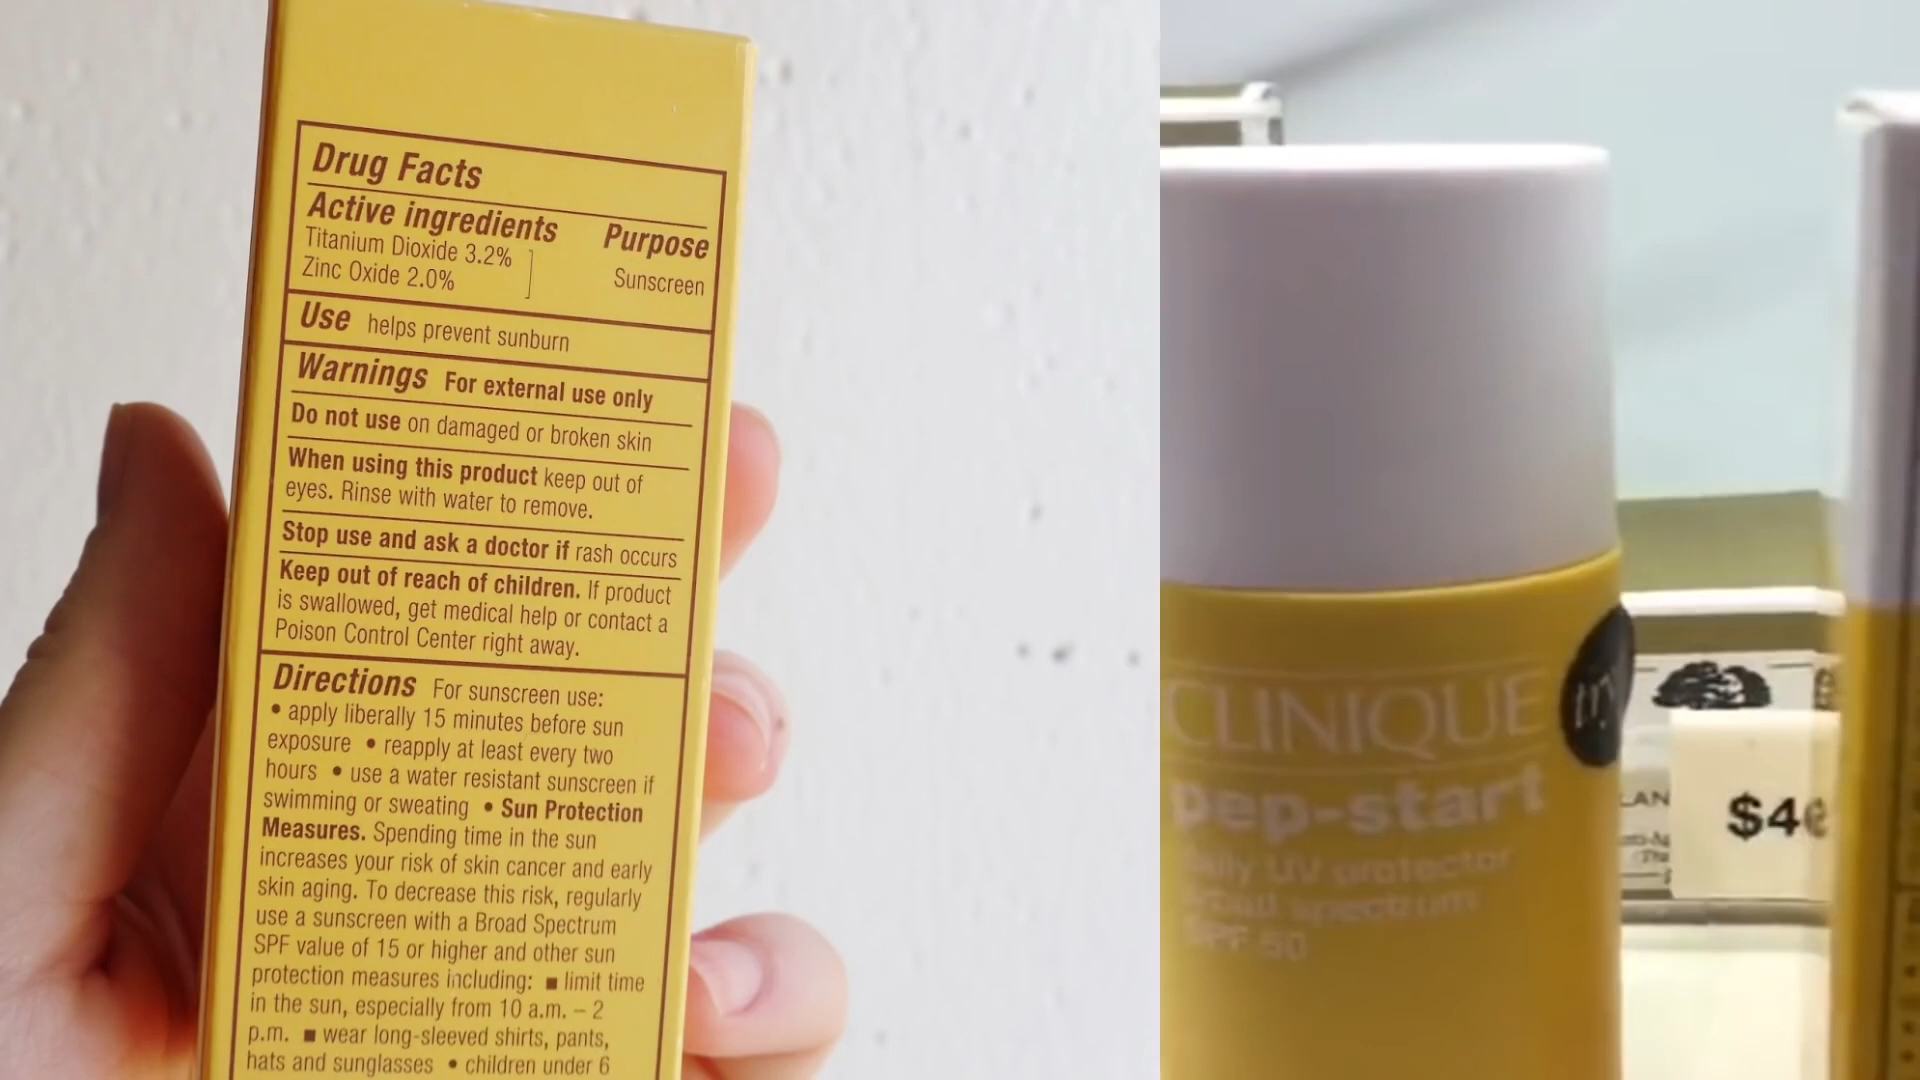 Drug Facts
Active ingredients Purpose
Titanium Dioxide 3.2%
Zinc Oxide 2.0% Sunscreen
Use helps prevent sunburn
Warnings For external use only
Do not use on damaged or broken skin
When using this product keep out of
eyes. Rinse with water to remove.
Stop use and ask a doctor if rash occurs
Keep out of reach of children. If product
is swallowed, get medical help or contact a
Poison Control Center right away.
Directions For sunscreen use:
• apply liberally 15 minutes before sun
exposure • reapply at least every two
hours • use a water resistant sunscreen if
swimming or sweating • Sun Protection
Measures. Spending time in the sun
increases your risk of skin cancer and early
skin aging. To decrease this risk, regularly
use a sunscreen with a Broad Spectrum
SPF value of 15 or higher and other sun
protection measures including: ■ limit time
in the sun, especially from 10 a.m. – 2
p.m. ■ wear long-sleeved shirts, pants,
hats and sunglasses • children under 6
CLINIQUE
try
pep-start
daily UV protector
broad spectrum
SPF 50